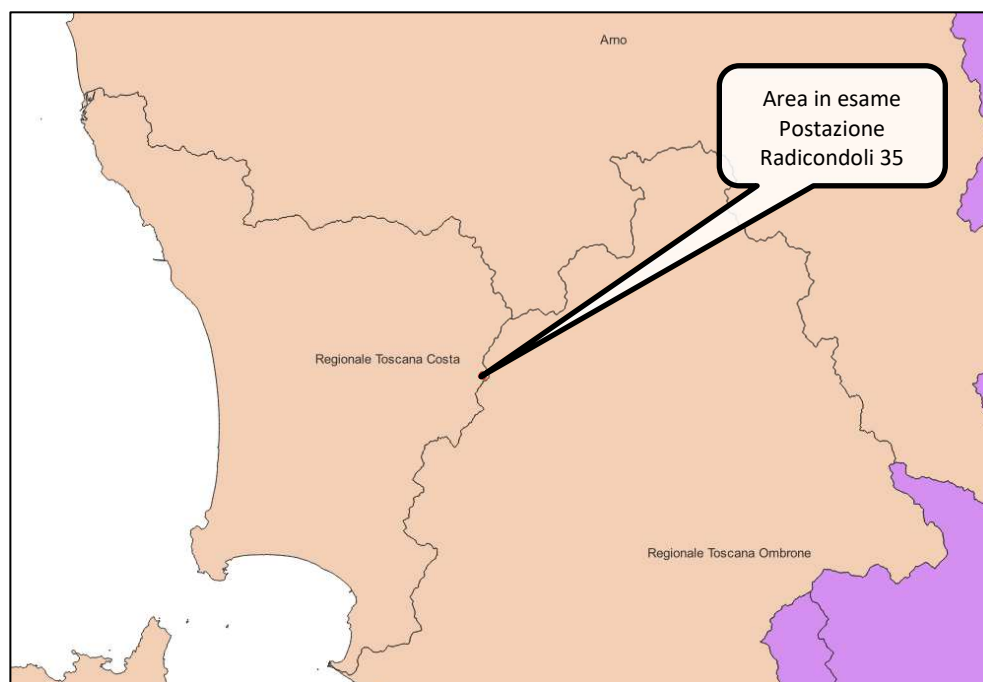 Arno
Area in esame
Postazione
Radicondoli 35
Regionale Toscana Costa
Regionale Toscana Ombrone